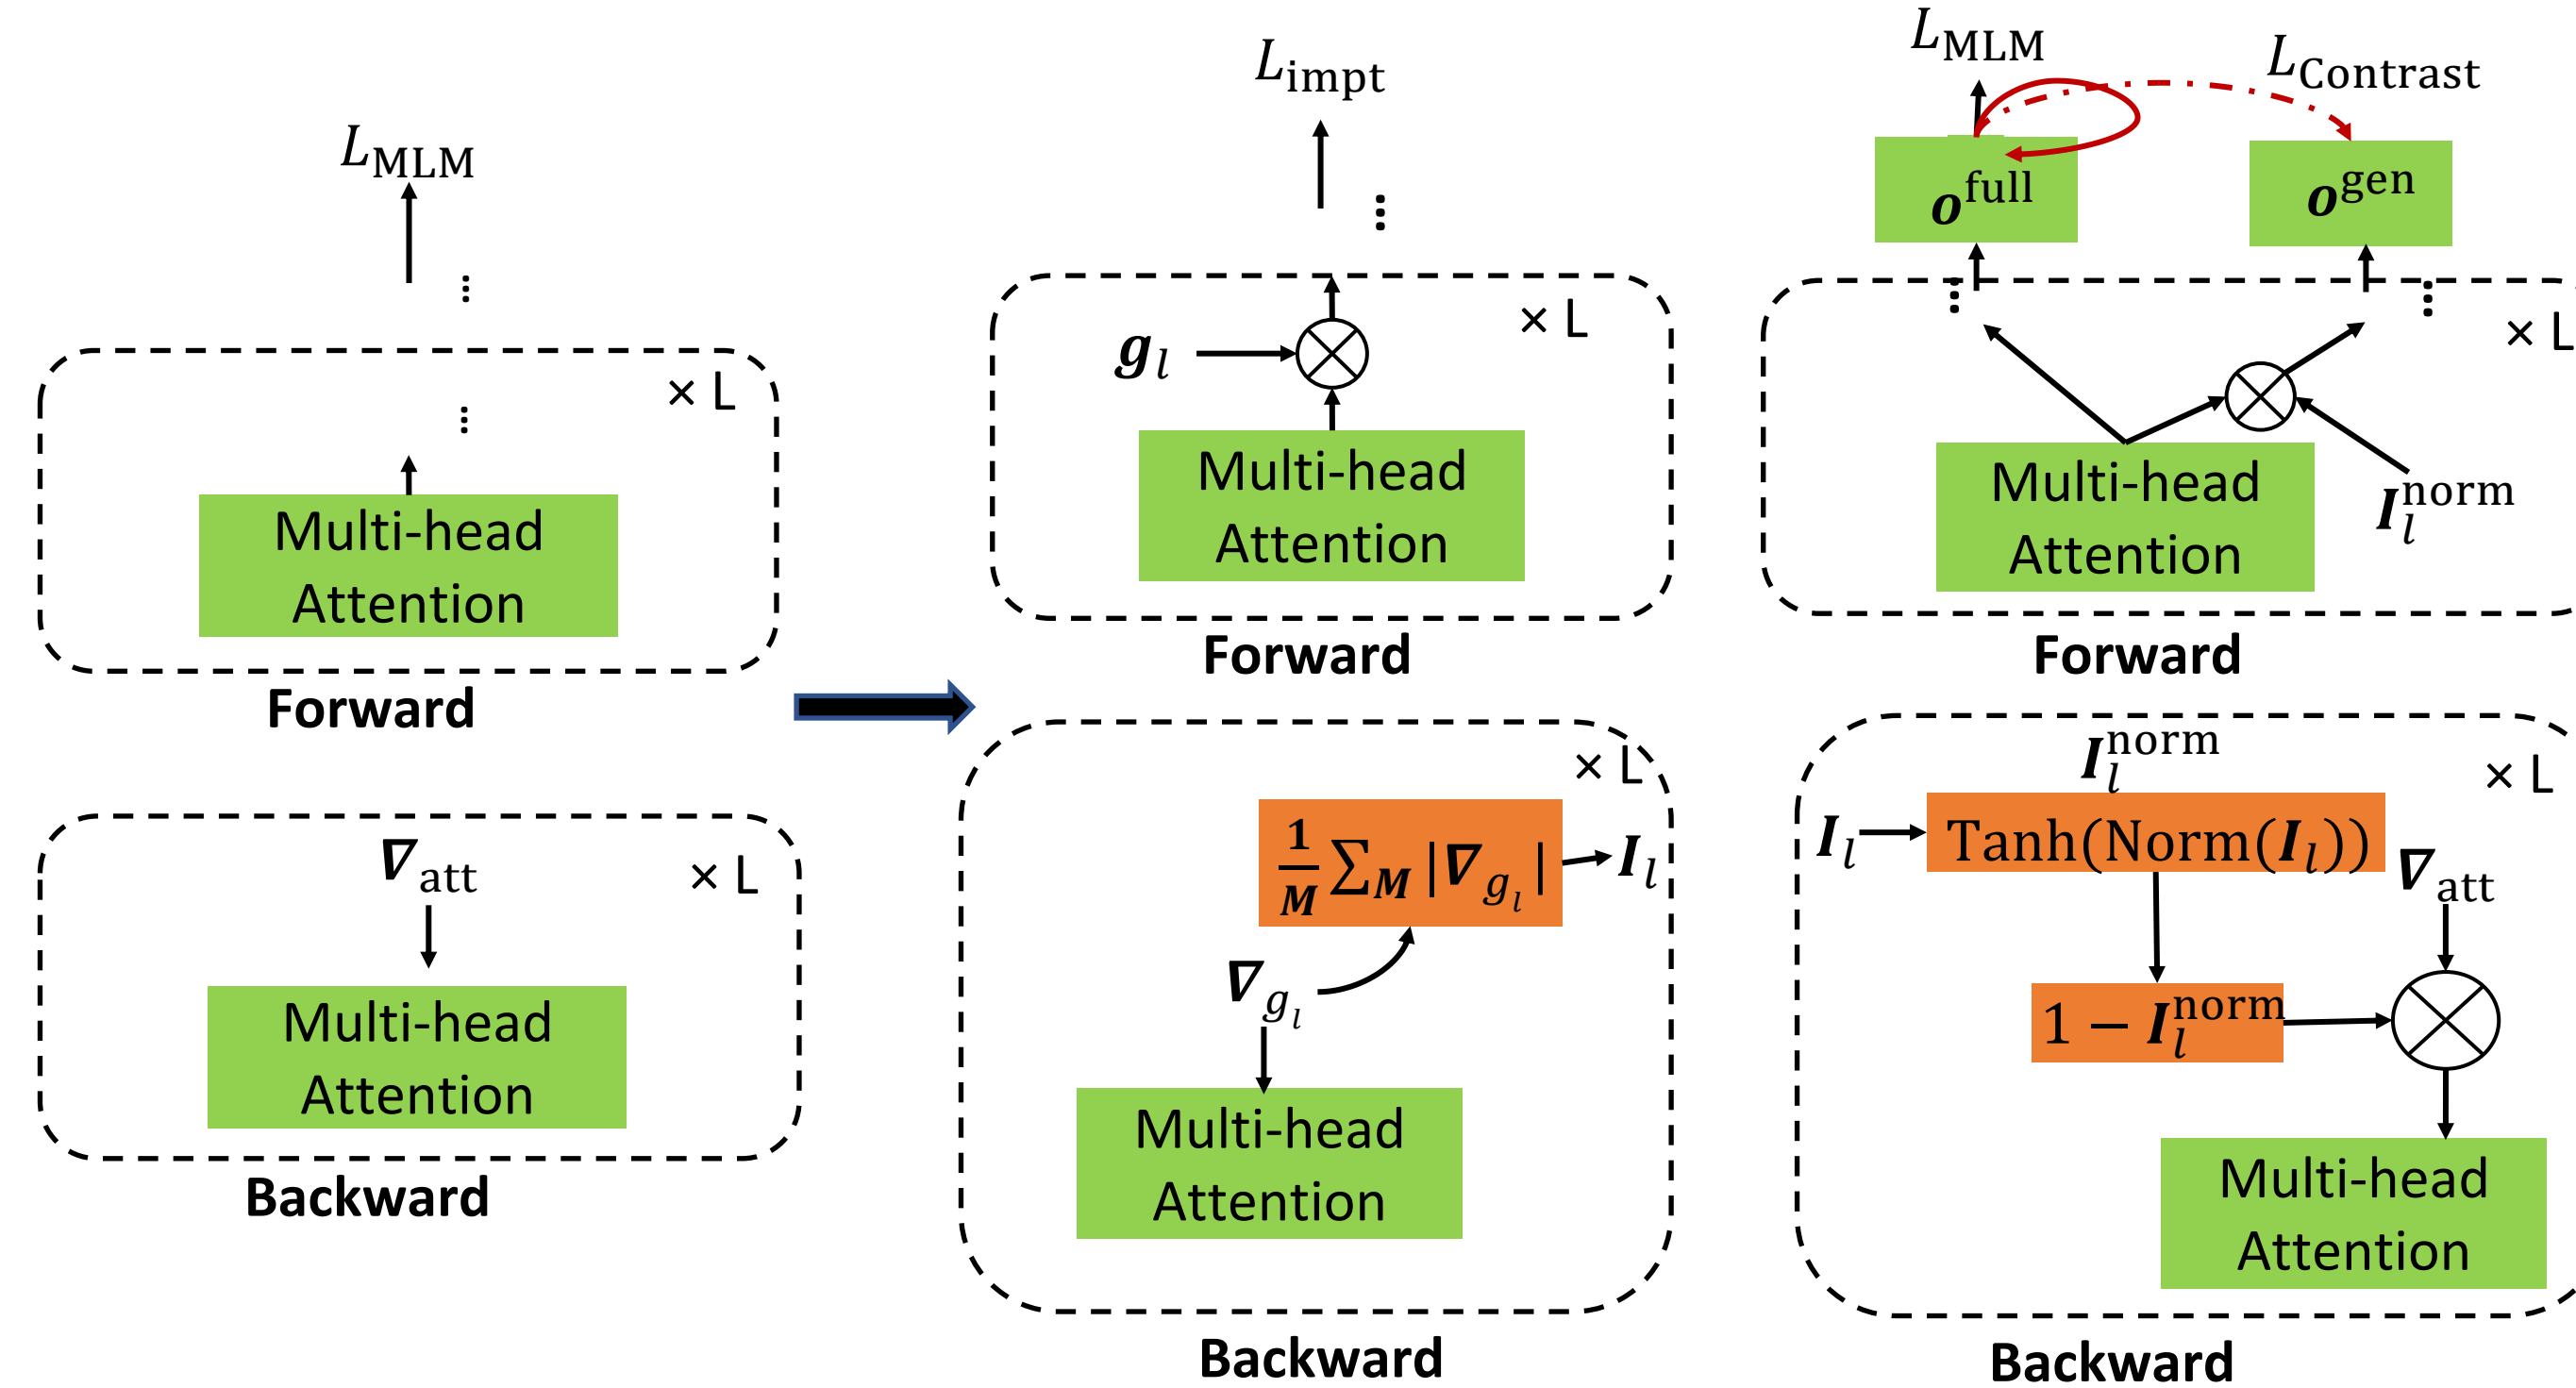 L_MLM
⋮
× L
⋮
Multi-head
Attention
Forward
∇_att
× L
Multi-head
Attention
Backward
L_impt
⋮
× L
g_l
Multi-head
Attention
Forward
× L
1/M ∑_M |∇_{g_l}|
I_l
∇_{g_l}
Multi-head
Attention
Backward
L_MLM
L_Contrast
o^full
o^gen
⋮
⋮
× L
Multi-head
Attention
I_l^norm
Forward
I_l^norm
× L
I_l
Tanh(Norm(I_l))
∇_att
1 − I_l^norm
Multi-head
Attention
Backward